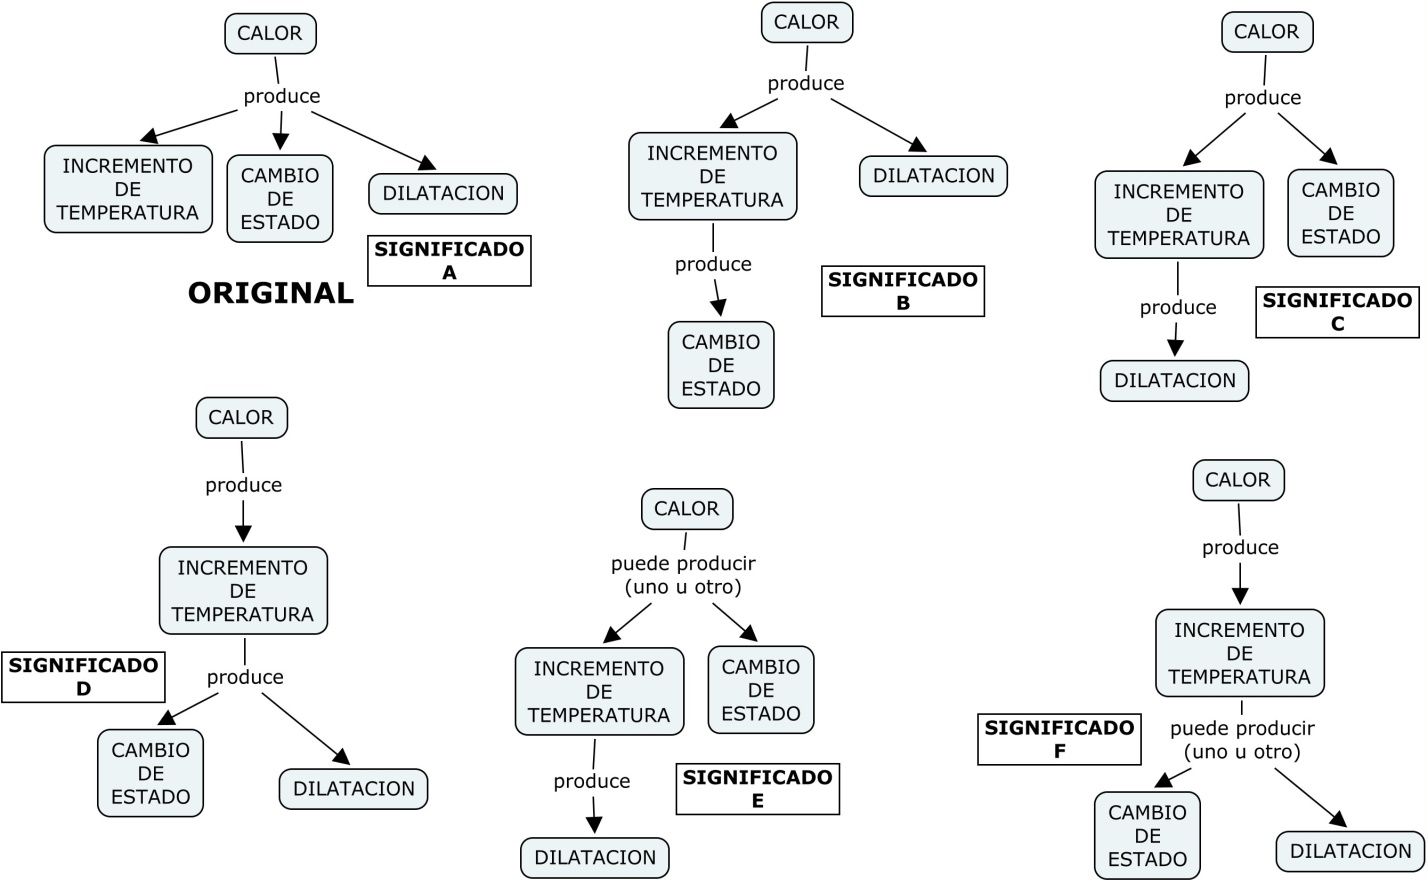 CALOR
produce
INCREMENTO
DE
TEMPERATURA
CAMBIO
DE
ESTADO
DILATACION
SIGNIFICADO
A
ORIGINAL
CALOR
produce
INCREMENTO
DE
TEMPERATURA
DILATACION
produce
SIGNIFICADO
B
CAMBIO
DE
ESTADO
CALOR
produce
INCREMENTO
DE
TEMPERATURA
CAMBIO
DE
ESTADO
produce
SIGNIFICADO
C
DILATACION
CALOR
produce
INCREMENTO
DE
TEMPERATURA
SIGNIFICADO
D
produce
CAMBIO
DE
ESTADO
DILATACION
CALOR
puede producir
(uno u otro)
INCREMENTO
DE
TEMPERATURA
CAMBIO
DE
ESTADO
produce
SIGNIFICADO
E
DILATACION
CALOR
produce
INCREMENTO
DE
TEMPERATURA
SIGNIFICADO
F
puede producir
(uno u otro)
CAMBIO
DE
ESTADO
DILATACION